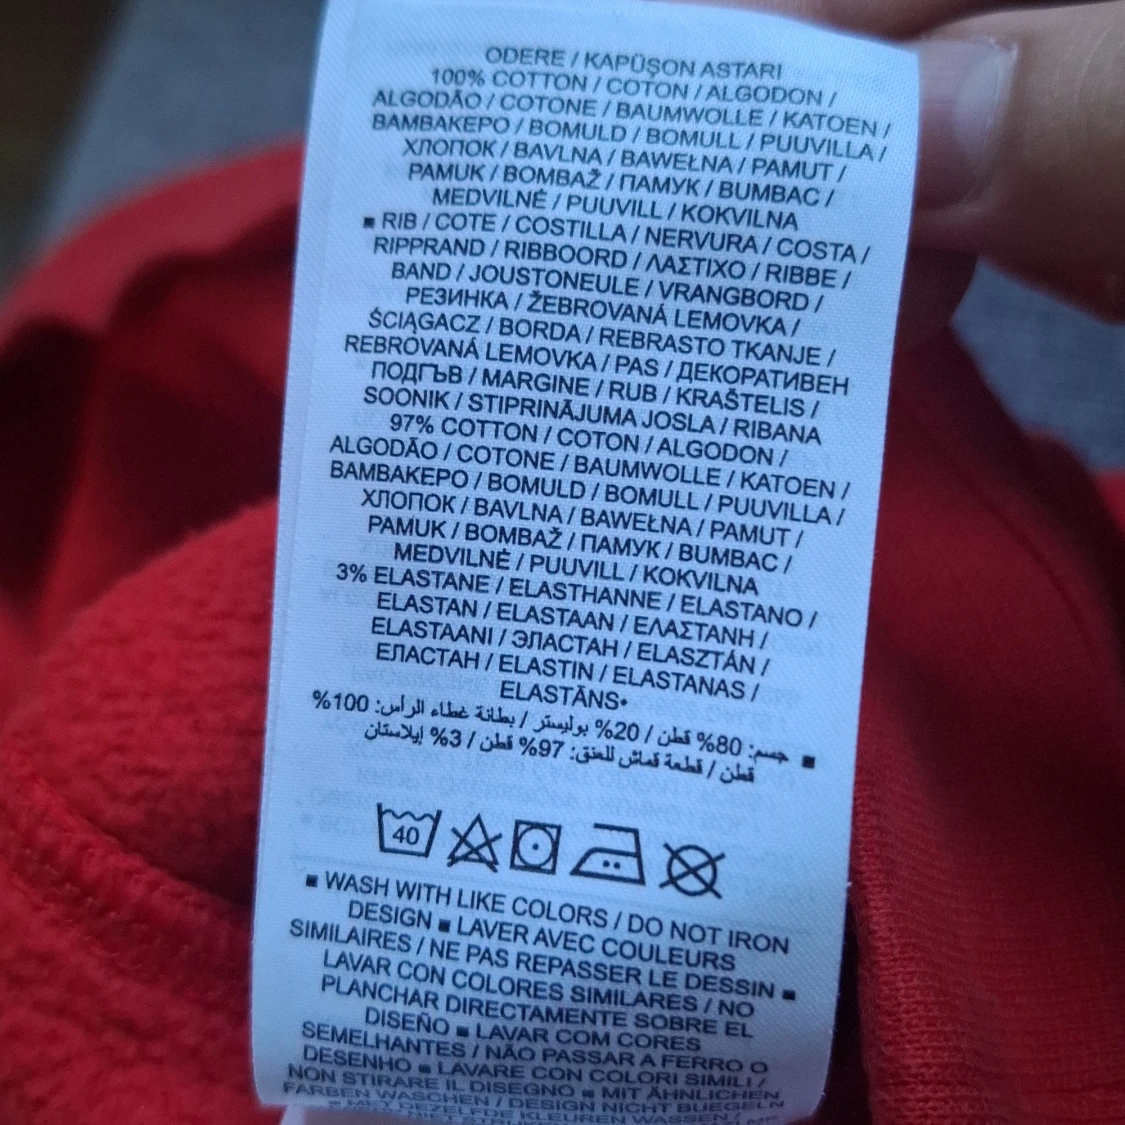 ODERE / KAPÜŞON ASTARI
100% COTTON / COTON / ALGODON /
ALGODÃO / COTONE / BAUMWOLLE / KATOEN /
ΒΑΜΒΑΚΕΡΟ / BOMULD / BOMULL / PUUVILLA /
ХЛОПОК / BAVLNA / BAWEŁNA / PAMUT /
PAMUK / BOMBAŽ / ПАМУК / BUMBAC /
MEDVILNĖ / PUUVILL / KOKVILNA
▪ RIB / COTE / COSTILLA / NERVURA / COSTA /
RIPPRAND / RIBBOORD / ΛΑΣΤΙΧΟ / RIBBE /
BAND / JOUSTONEULE / VRANGBORD /
РЕЗИНКА / ŽEBROVANÁ LEMOVKA /
ŚCIĄGACZ / BORDA / REBRASTO TKANJE /
REBROVANÁ LEMOVKA / PAS / ДЕКОРАТИВЕН
ПОДГЪВ / MARGINE / RUB / KRAŠTELIS /
SOONIK / STIPRINĀJUMA JOSLA / RIBANA
97% COTTON / COTON / ALGODON /
ALGODÃO / COTONE / BAUMWOLLE / KATOEN /
ΒΑΜΒΑΚΕΡΟ / BOMULD / BOMULL / PUUVILLA /
ХЛОПОК / BAVLNA / BAWEŁNA / PAMUT /
PAMUK / BOMBAŽ / ПАМУК / BUMBAC /
MEDVILNĖ / PUUVILL / KOKVILNA
3% ELASTANE / ELASTHANNE / ELASTANO /
ELASTAN / ELASTAAN / ΕΛΑΣΤΑΝΗ /
ELASTAANI / ЭЛАСТАН / ELASZTÁN /
ЕЛАСТАН / ELASTIN / ELASTANAS /
ELASTĀNS•
▪ جسم: 80% قطن / 20% بوليستر / بطانة غطاء الرأس: 100%
قطن / قطعة قماش للعنق: 97% قطن / 3% إيلاستان
40
▪ WASH WITH LIKE COLORS / DO NOT IRON
DESIGN ▪ LAVER AVEC COULEURS
SIMILAIRES / NE PAS REPASSER LE DESSIN ▪
LAVAR CON COLORES SIMILARES / NO
PLANCHAR DIRECTAMENTE SOBRE EL
DISEÑO ▪ LAVAR COM CORES
SEMELHANTES / NÃO PASSAR A FERRO O
DESENHO ▪ LAVARE CON COLORI SIMILI /
NON STIRARE IL DISEGNO ▪ MIT ÄHNLICHEN
FARBEN WASCHEN / DESIGN NICHT BUEGELN
▪ MET DEZELFDE KLEUREN WASSEN /